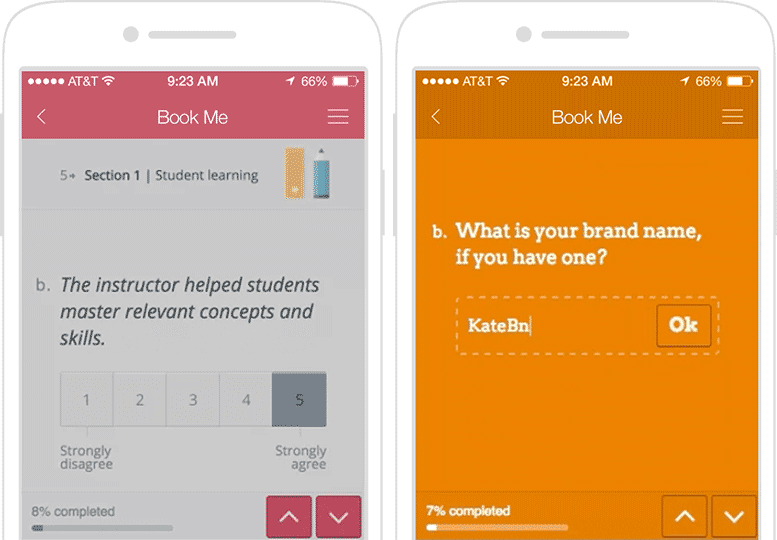 AT&T 9:23 AM 66%
Book Me
5→ Section 1 | Student learning
b. The instructor helped students
master relevant concepts and
skills.
1 2 3 4 5
Strongly
disagree
Strongly
agree
8% completed
AT&T 9:23 AM 66%
Book Me
b. What is your brand name,
if you have one?
KateBn
Ok
7% completed